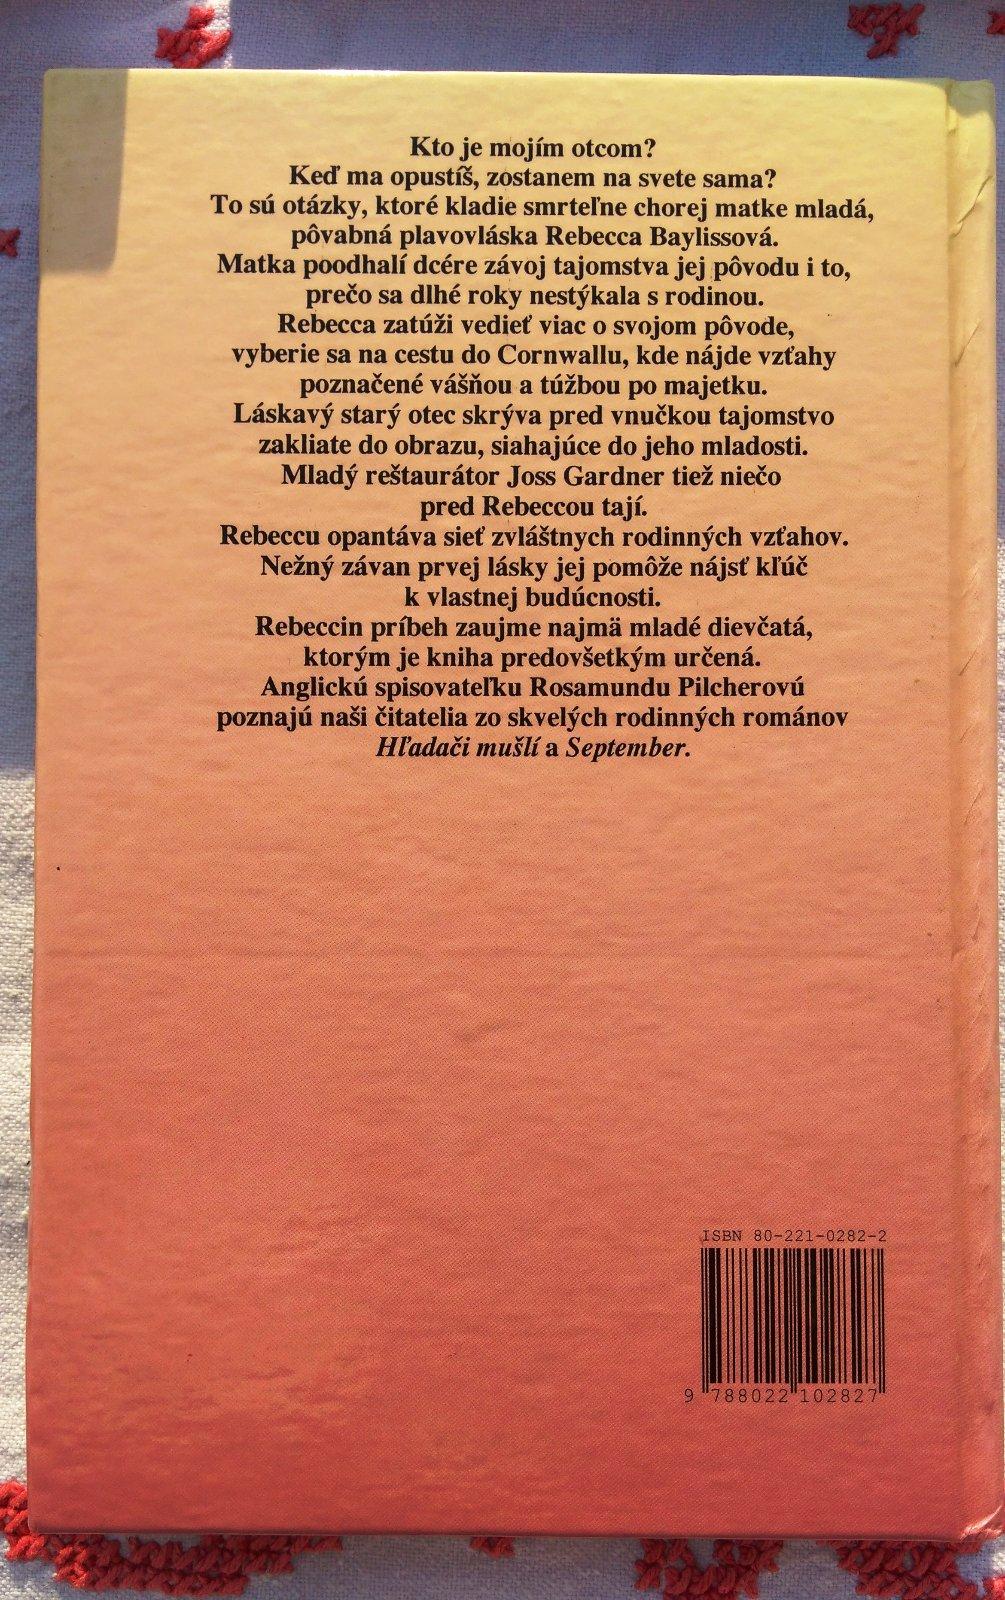 Kto je mojím otcom?
Keď ma opustíš, zostanem na svete sama?
To sú otázky, ktoré kladie smrteľne chorej matke mladá,
pôvabná plavovláska Rebecca Baylissová.
Matka poodhalí dcére závoj tajomstva jej pôvodu i to,
prečo sa dlhé roky nestýkala s rodinou.
Rebecca zatúži vedieť viac o svojom pôvode,
vyberie sa na cestu do Cornwallu, kde nájde vzťahy
poznačené vášňou a túžbou po majetku.
Láskavý starý otec skrýva pred vnučkou tajomstvo
zakliate do obrazu, siahajúce do jeho mladosti.
Mladý reštaurátor Joss Gardner tiež niečo
pred Rebeccou tají.
Rebeccu opantáva sieť zvláštnych rodinných vzťahov.
Nežný závan prvej lásky jej pomôže nájsť kľúč
k vlastnej budúcnosti.
Rebeccin príbeh zaujme najmä mladé dievčatá,
ktorým je kniha predovšetkým určená.
Anglickú spisovateľku Rosamundu Pilcherovú
poznajú naši čitatelia zo skvelých rodinných románov
Hľadači mušlí a September.
ISBN 80-221-0282-2
9 788022 102827